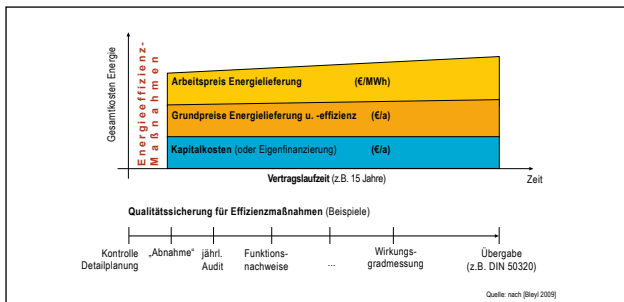 Gesamtkosten Energie
Energieeffizienz-
Maßnahmen
Arbeitspreis Energielieferung (€/MWh)
Grundpreise Energielieferung u. -effizienz (€/a)
Kapitalkosten (oder Eigenfinanzierung) (€/a)
Vertragslaufzeit (z.B. 15 Jahre)
Zeit
Qualitätssicherung für Effizienzmaßnahmen (Beispiele)
Kontrolle
Detailplanung
„Abnahme“
jährl.
Audit
Funktions-
nachweise
...
Wirkungs-
gradmessung
Übergabe
(z.B. DIN 50320)
Quelle: nach [Bleyl 2009]